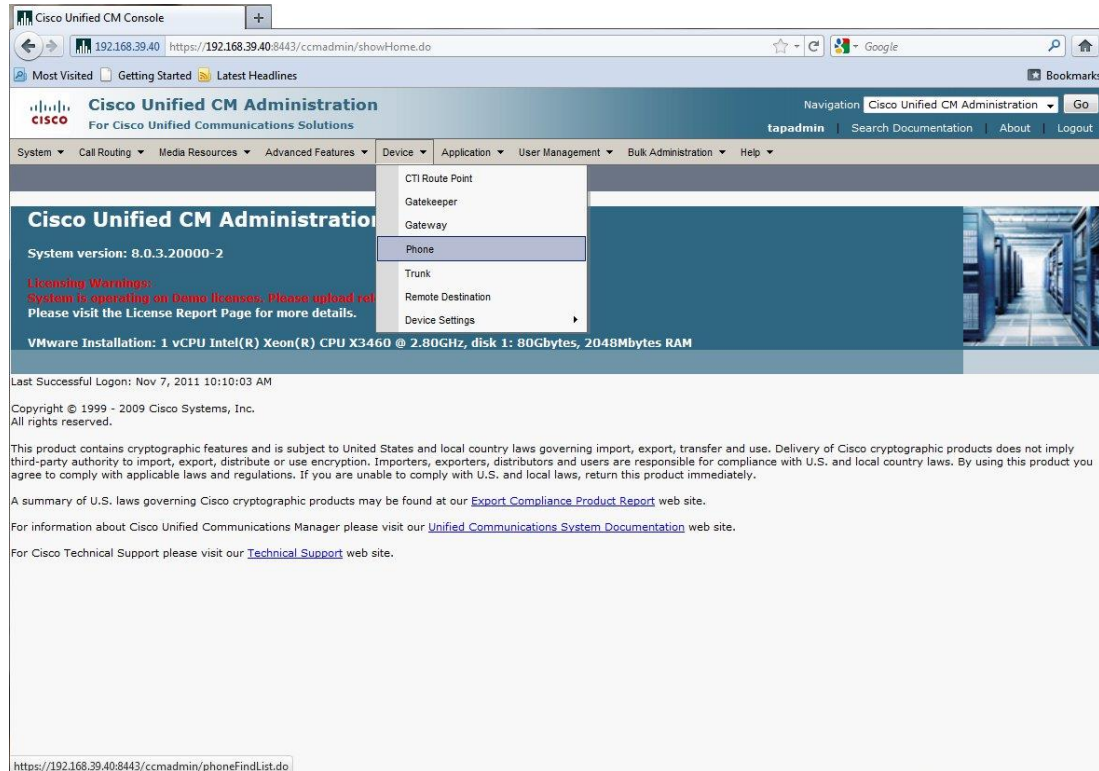 Cisco Unified CM Console
192.168.39.40 https://192.168.39.40:8443/ccmadmin/showHome.do
Google
Most Visited Getting Started Latest Headlines
Bookmarks
CISCO
Cisco Unified CM Administration
For Cisco Unified Communications Solutions
Navigation Cisco Unified CM Administration Go
tapadmin | Search Documentation | About | Logout
System Call Routing Media Resources Advanced Features Device Application User Management Bulk Administration Help
CTI Route Point
Gatekeeper
Gateway
Phone
Trunk
Remote Destination
Device Settings
Cisco Unified CM Administration
System version: 8.0.3.20000-2
Licensing Warnings:
System is operating on Demo licenses. Please upload rel
Please visit the License Report Page for more details.
VMware Installation: 1 vCPU Intel(R) Xeon(R) CPU X3460 @ 2.80GHz, disk 1: 80Gbytes, 2048Mbytes RAM
Last Successful Logon: Nov 7, 2011 10:10:03 AM
Copyright © 1999 - 2009 Cisco Systems, Inc.
All rights reserved.
This product contains cryptographic features and is subject to United States and local country laws governing import, export, transfer and use. Delivery of Cisco cryptographic products does not imply
third-party authority to import, export, distribute or use encryption. Importers, exporters, distributors and users are responsible for compliance with U.S. and local country laws. By using this product you
agree to comply with applicable laws and regulations. If you are unable to comply with U.S. and local laws, return this product immediately.
A summary of U.S. laws governing Cisco cryptographic products may be found at our Export Compliance Product Report web site.
For information about Cisco Unified Communications Manager please visit our Unified Communications System Documentation web site.
For Cisco Technical Support please visit our Technical Support web site.
https://192.168.39.40:8443/ccmadmin/phoneFindList.do